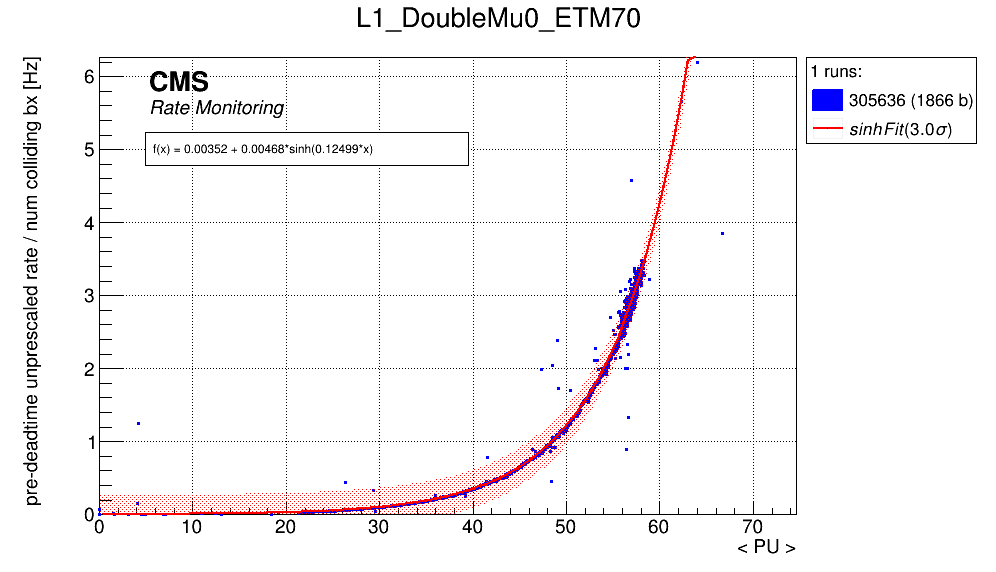 L1_DoubleMu0_ETM70
pre-deadtime unprescaled rate / num colliding bx [Hz]
CMS
Rate Monitoring
f(x) = 0.00352 + 0.00468*sinh(0.12499*x)
1 runs:
305636 (1866 b)
sinhFit(3.0σ)
6
5
4
3
2
1
0
0 10 20 30 40 50 60 70
< PU >